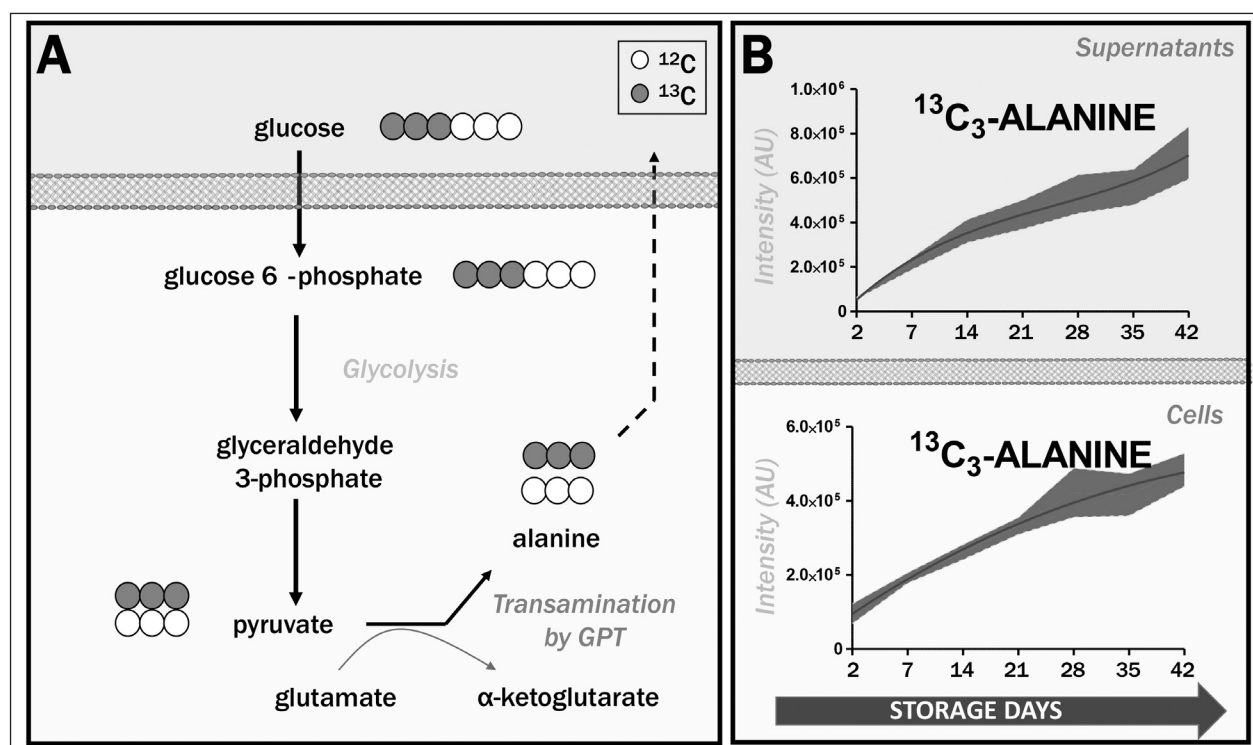 A
¹²C
¹³C
glucose
glucose 6 -phosphate
Glycolysis
glyceraldehyde
3-phosphate
alanine
pyruvate
Transamination
by GPT
glutamate
α-ketoglutarate
B
Supernatants
¹³C₃-ALANINE
Intensity (AU)
1.0×10⁶
8.0×10⁵
6.0×10⁵
4.0×10⁵
2.0×10⁵
0
2 7 14 21 28 35 42
Cells
¹³C₃-ALANINE
Intensity (AU)
6.0×10⁵
4.0×10⁵
2.0×10⁵
0
2 7 14 21 28 35 42
STORAGE DAYS